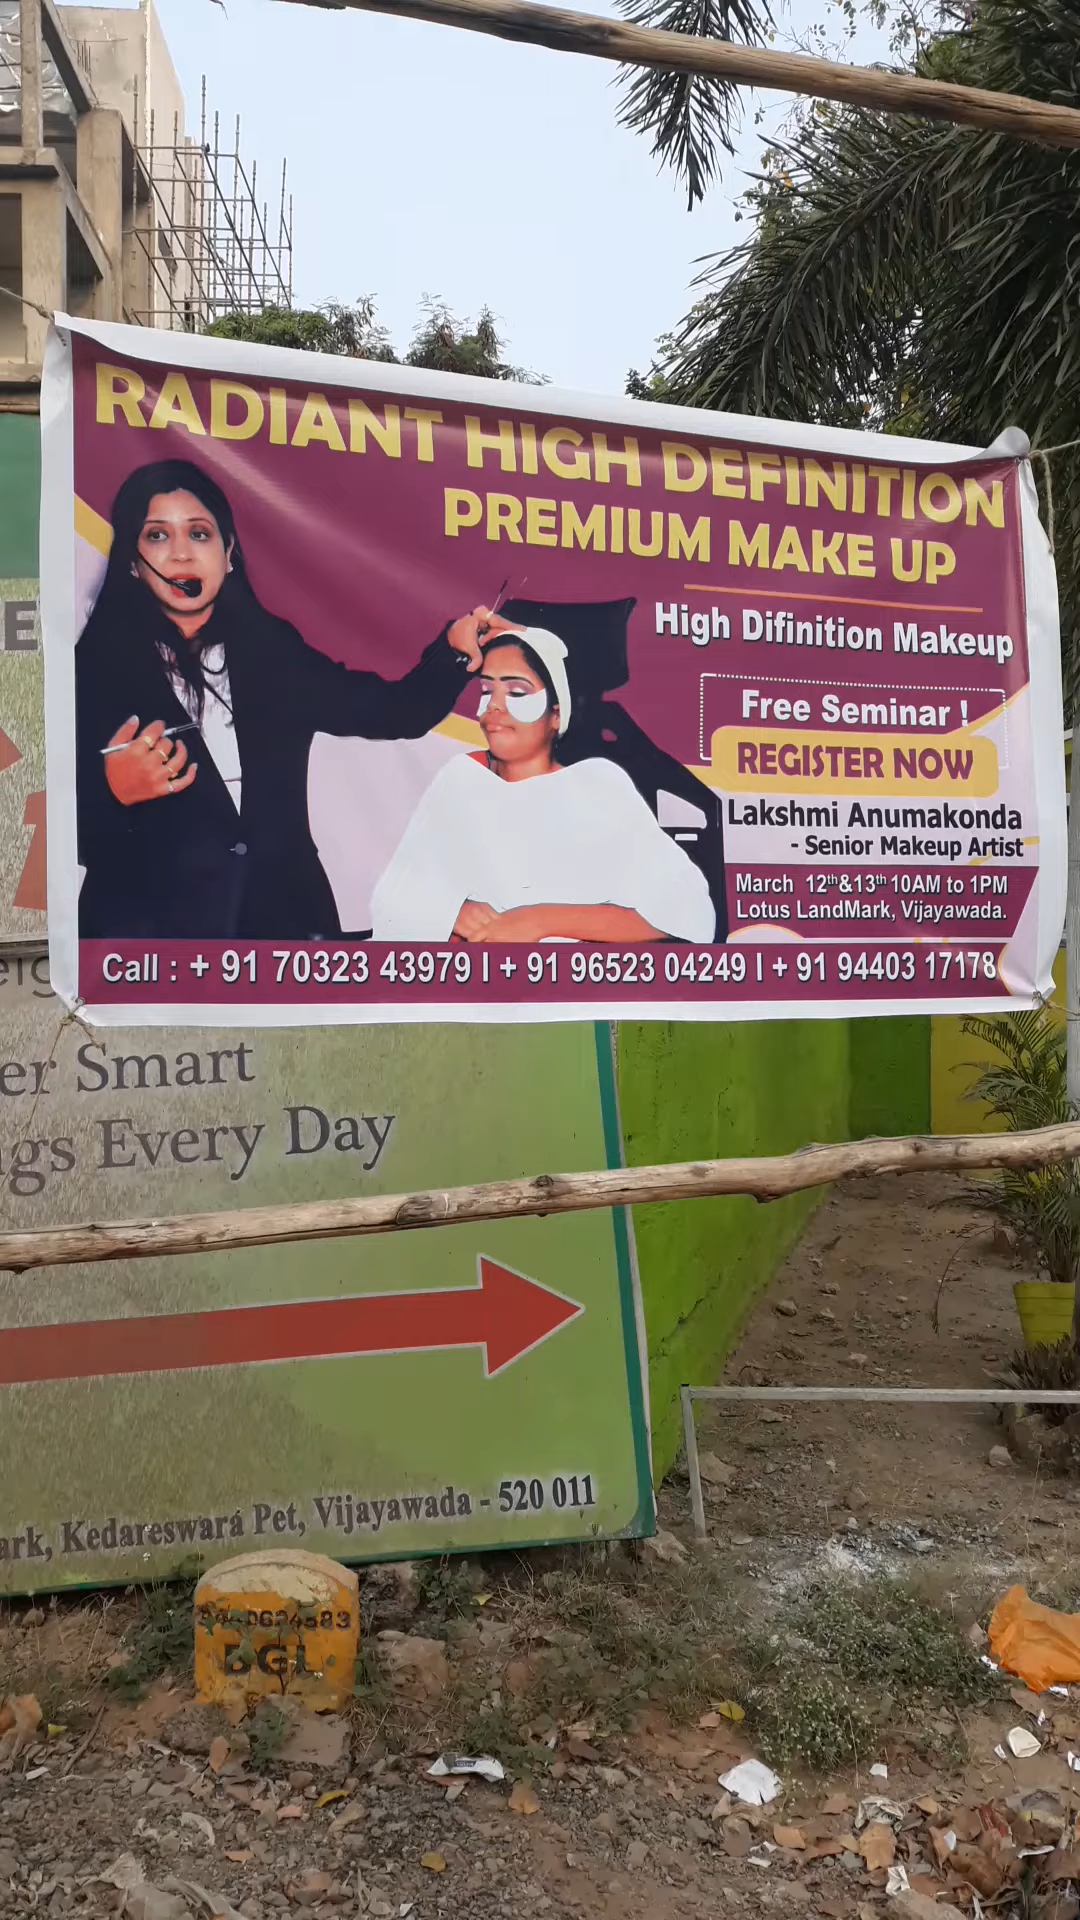 RADIANT HIGH DEFINITION
PREMIUM MAKE UP
High Difinition Makeup
Free Seminar !
REGISTER NOW
Lakshmi Anumakonda
- Senior Makeup Artist
March 12th&13th 10AM to 1PM
Lotus LandMark, Vijayawada.
Call : + 91 70323 43979 I + 91 96523 04249 I + 91 94403 17178
er Smart
gs Every Day
ark, Kedareswara Pet, Vijayawada - 520 011
BGL